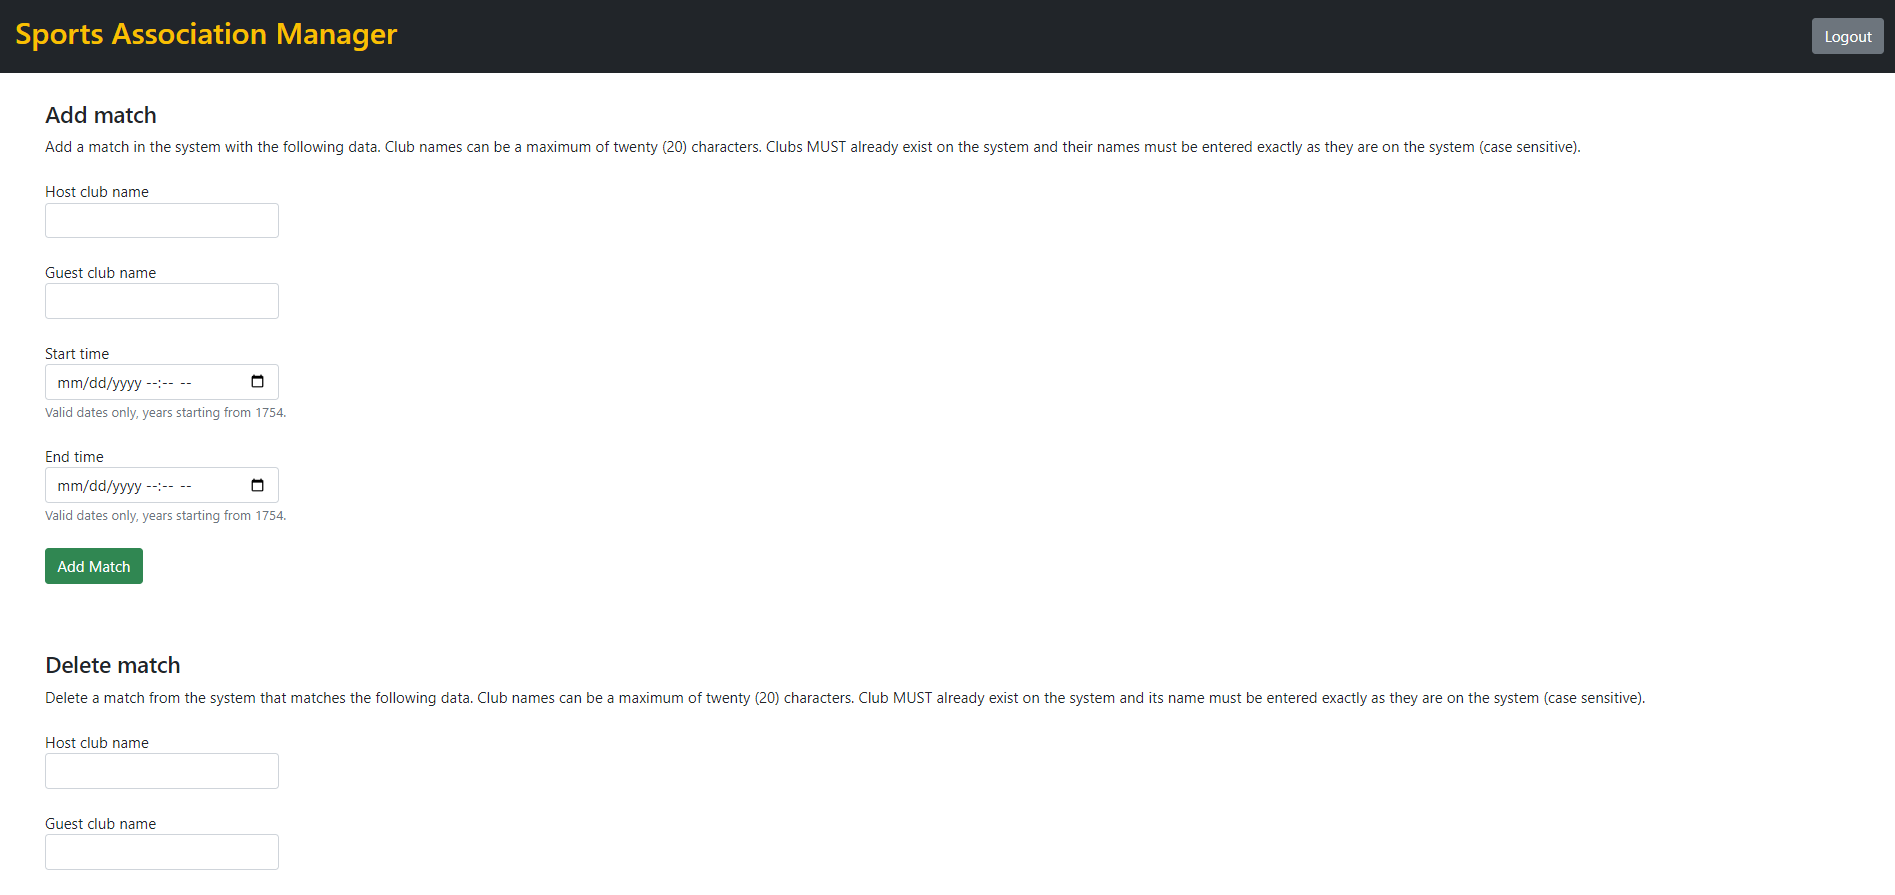 Sports Association Manager
Logout
Add match
Add a match in the system with the following data. Club names can be a maximum of twenty (20) characters. Clubs MUST already exist on the system and their names must be entered exactly as they are on the system (case sensitive).
Host club name
Guest club name
Start time
mm/dd/yyyy --:-- --
Valid dates only, years starting from 1754.
End time
mm/dd/yyyy --:-- --
Valid dates only, years starting from 1754.
Add Match
Delete match
Delete a match from the system that matches the following data. Club names can be a maximum of twenty (20) characters. Club MUST already exist on the system and its name must be entered exactly as they are on the system (case sensitive).
Host club name
Guest club name